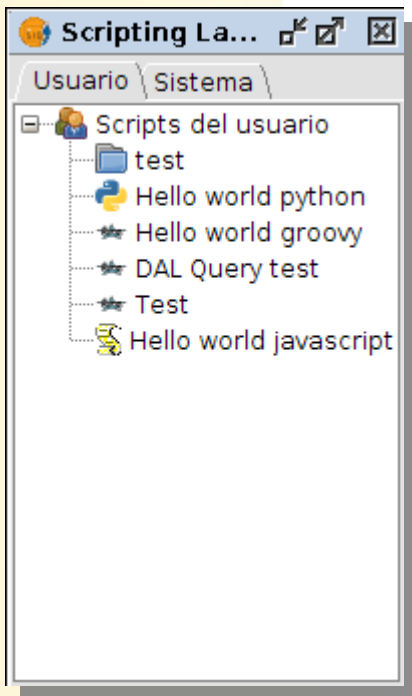 Scripting La...
Usuario Sistema
Scripts del usuario
test
Hello world python
Hello world groovy
DAL Query test
Test
Hello world javascript